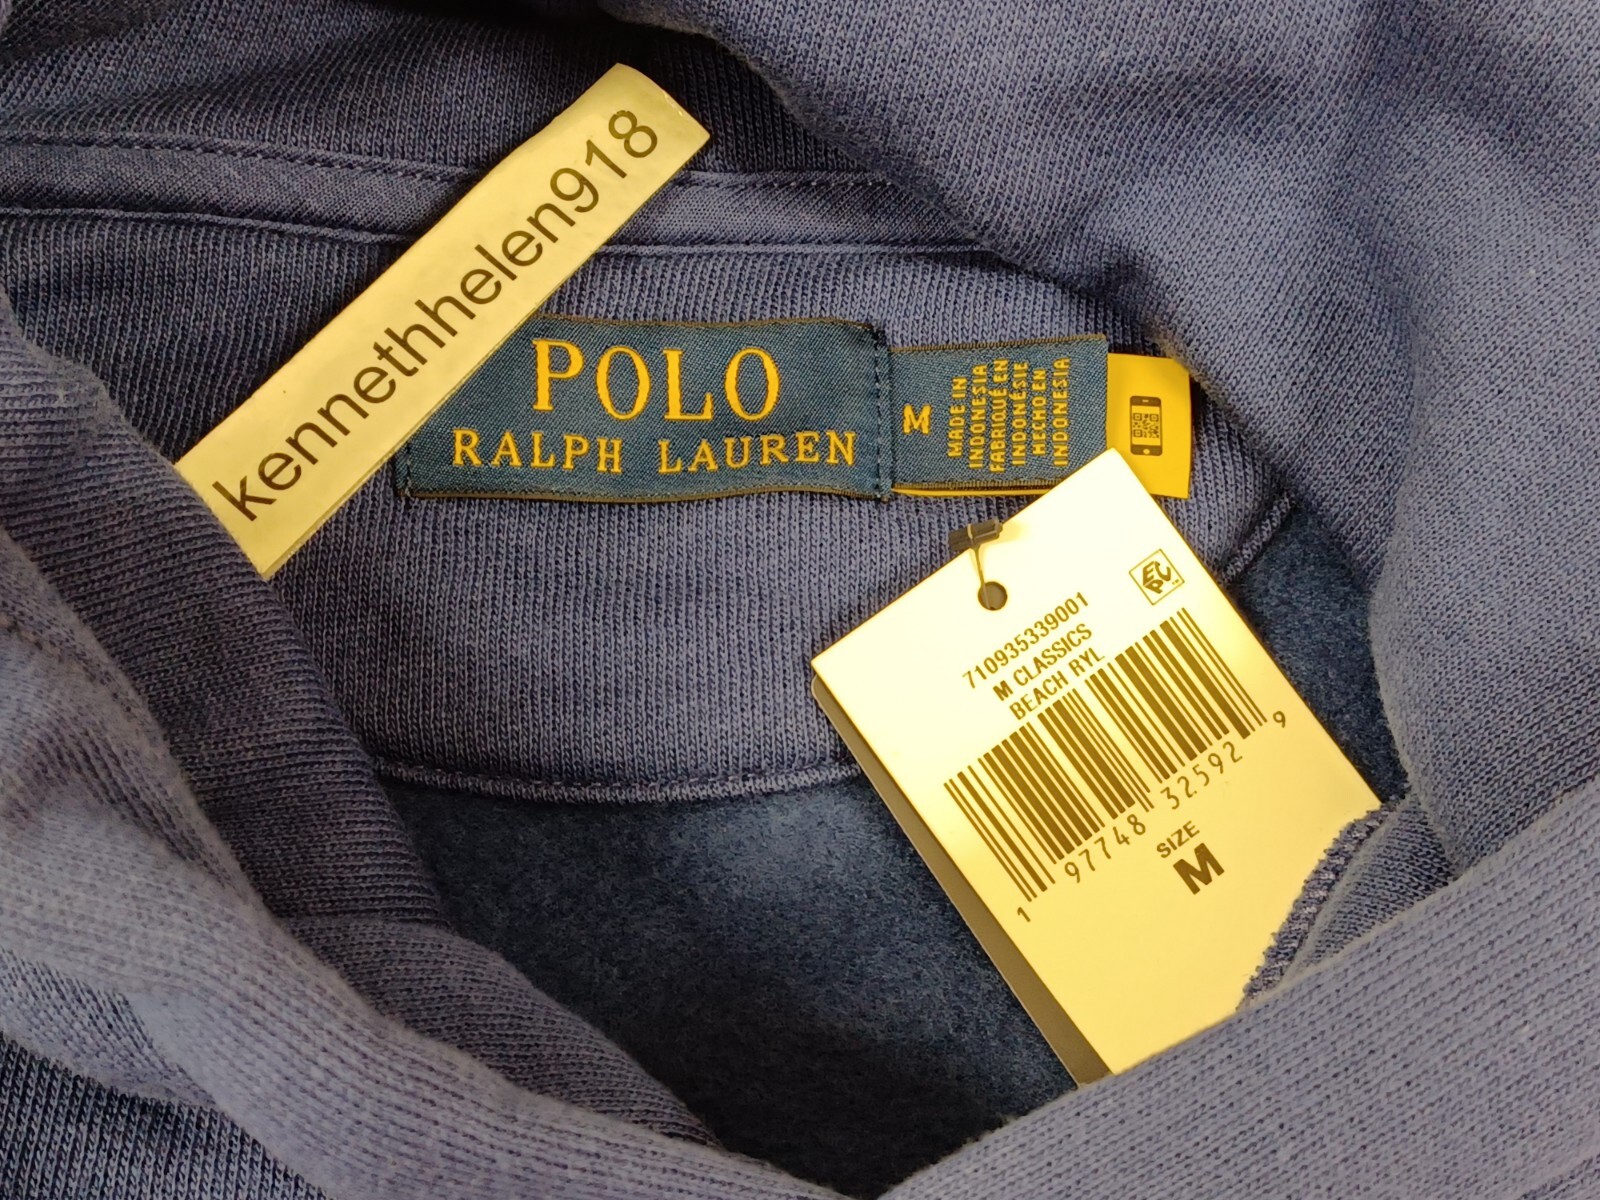 kennethhelen918
POLO
RALPH LAUREN
M
MADE IN
INDONESIA
FABRIQUÉ EN
INDONÉSIE
HECHO EN
INDONESIA
EPC
710935339001
M CLASSICS
BEACH RYL
1 97748 32592 9
SIZE
M